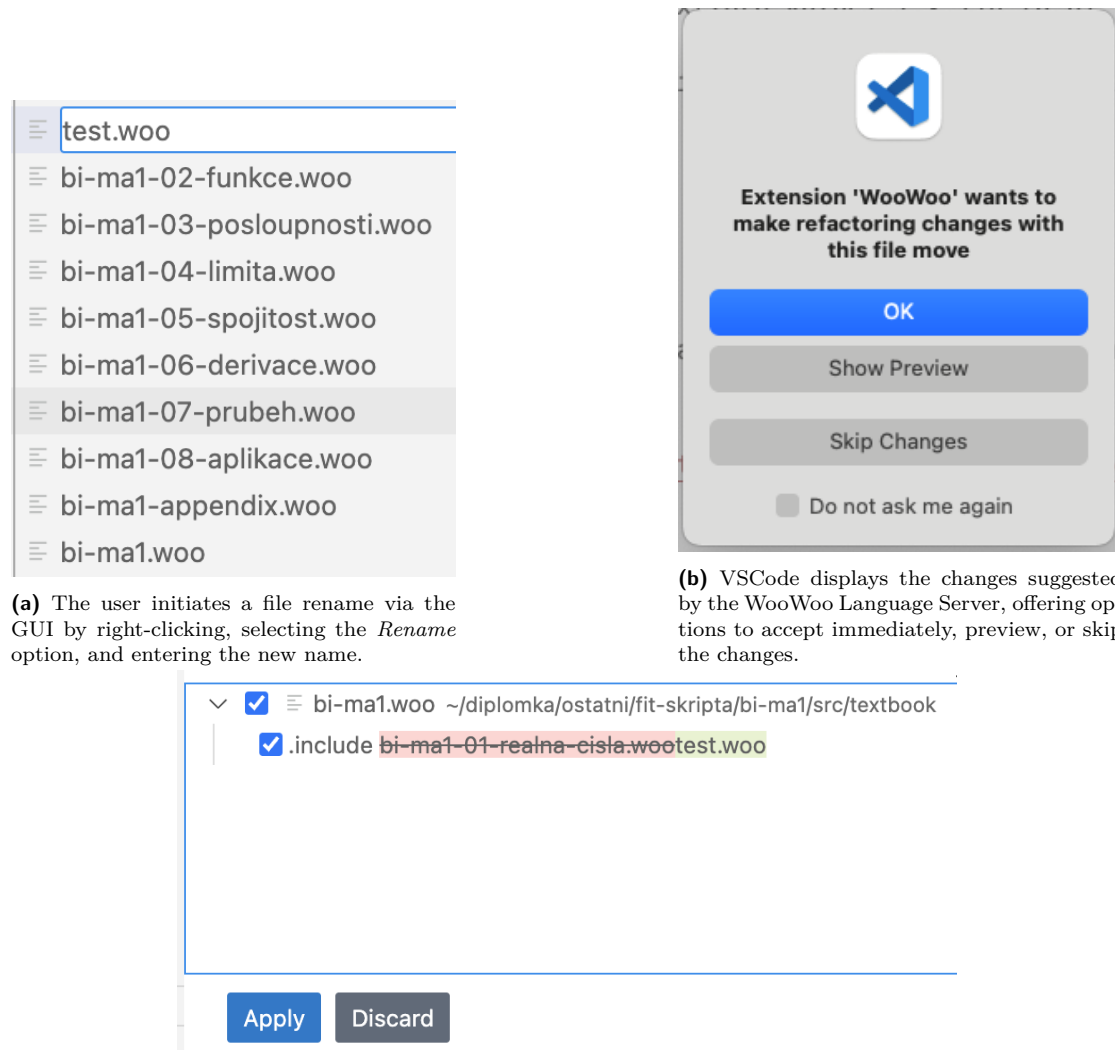 test.woo
bi-ma1-02-funkce.woo
bi-ma1-03-posloupnosti.woo
bi-ma1-04-limita.woo
bi-ma1-05-spojitost.woo
bi-ma1-06-derivace.woo
bi-ma1-07-prubeh.woo
bi-ma1-08-aplikace.woo
bi-ma1-appendix.woo
bi-ma1.woo
(a) The user initiates a file rename via the
GUI by right-clicking, selecting the Rename
option, and entering the new name.
Extension 'WooWoo' wants to
make refactoring changes with
this file move
OK
Show Preview
Skip Changes
Do not ask me again
(b) VSCode displays the changes suggested
by the WooWoo Language Server, offering op-
tions to accept immediately, preview, or skip
the changes.
bi-ma1.woo ~/diplomka/ostatni/fit-skripta/bi-ma1/src/textbook
.include bi-ma1-01-realna-cisla.wootest.woo
Apply Discard